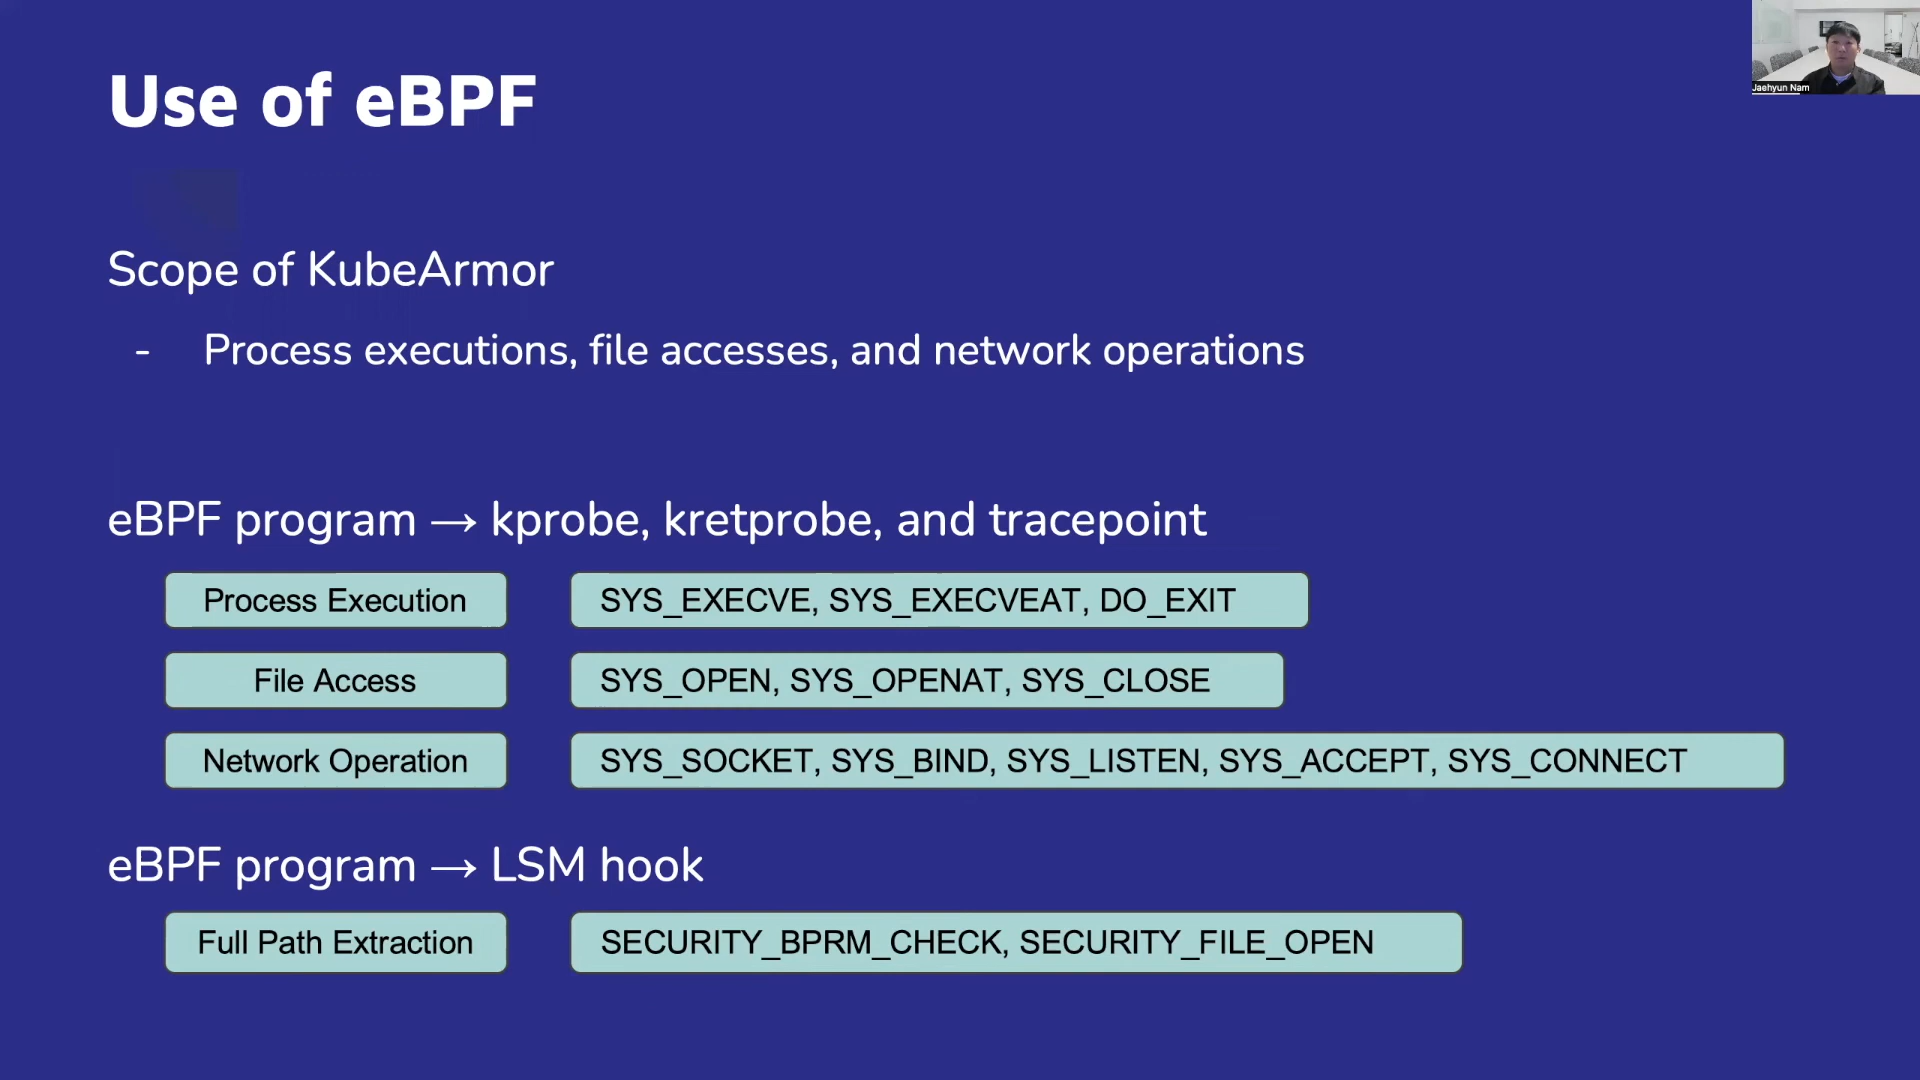 Use of eBPF
Jaehyun Nam
Scope of KubeArmor
- Process executions, file accesses, and network operations
eBPF program → kprobe, kretprobe, and tracepoint
Process Execution SYS_EXECVE, SYS_EXECVEAT, DO_EXIT
File Access SYS_OPEN, SYS_OPENAT, SYS_CLOSE
Network Operation SYS_SOCKET, SYS_BIND, SYS_LISTEN, SYS_ACCEPT, SYS_CONNECT
eBPF program → LSM hook
Full Path Extraction SECURITY_BPRM_CHECK, SECURITY_FILE_OPEN